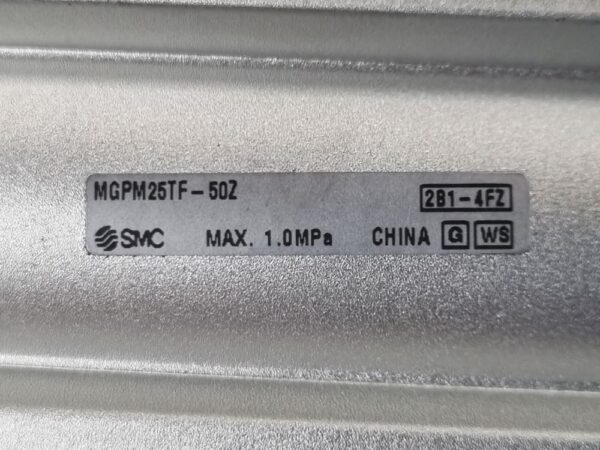 MGPM25TF-50Z 2B1-4FZ
SMC MAX. 1.0MPa CHINA G WS